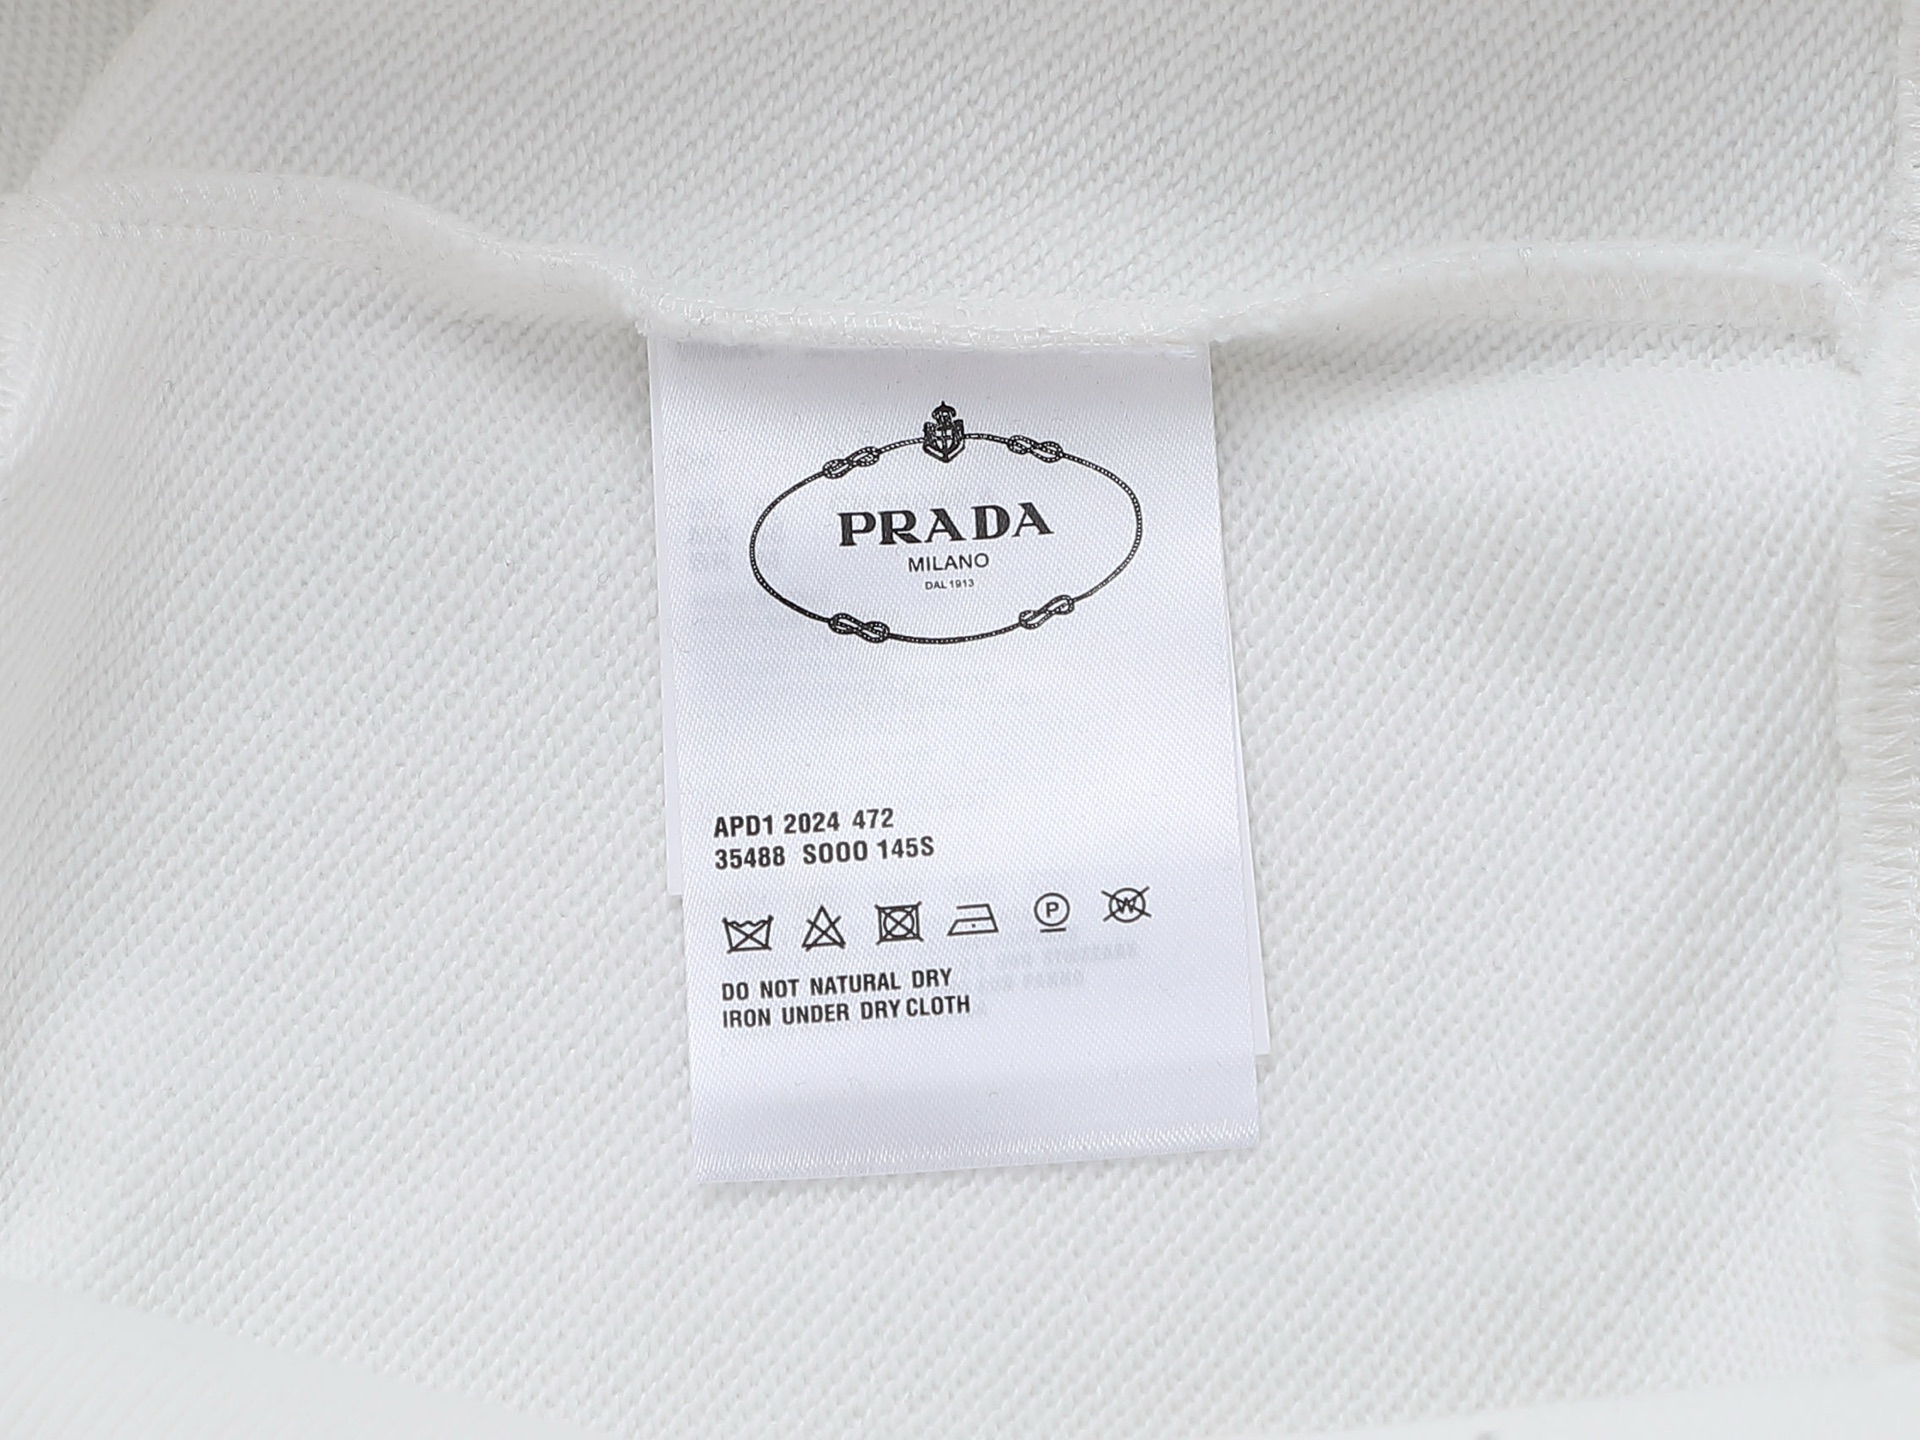 PRADA
MILANO
DAL 1913
APD1 2024 472
35488 SOOO 145S
P
W
DO NOT NATURAL DRY
IRON UNDER DRY CLOTH